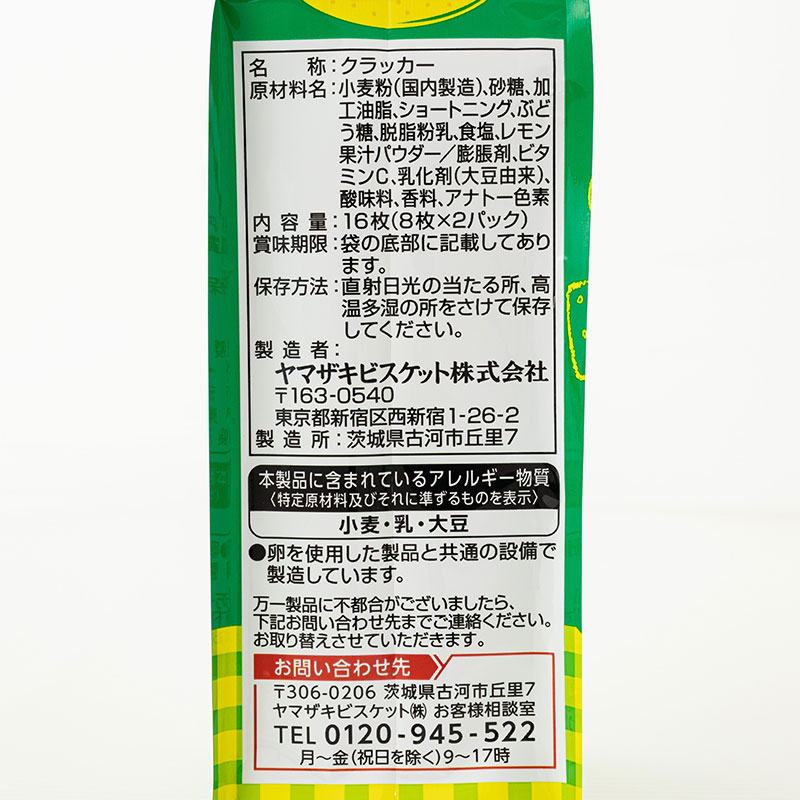 名称：クラッカー
原材料名：小麦粉（国内製造）、砂糖、加
工油脂、ショートニング、ぶど
う糖、脱脂粉乳、食塩、レモン
果汁パウダー／膨脹剤、ビタ
ミンC、乳化剤（大豆由来）、
酸味料、香料、アナトー色素
内容量：16枚（8枚×2パック）
賞味期限：袋の底部に記載してあり
ます。
保存方法：直射日光の当たる所、高
温多湿の所をさけて保存
してください。
製造者：
ヤマザキビスケット株式会社
〒163-0540
東京都新宿区西新宿1-26-2
製造所：茨城県古河市丘里7
本製品に含まれているアレルギー物質
〈特定原材料及びそれに準ずるものを表示〉
小麦・乳・大豆
●卵を使用した製品と共通の設備で
製造しています。
万一製品に不都合がございましたら、
下記お問い合わせ先までご連絡ください。
お取り替えさせていただきます。
お問い合わせ先
〒306-0206 茨城県古河市丘里7
ヤマザキビスケット㈱ お客様相談室
TEL 0120-945-522
月〜金（祝日を除く）9〜17時